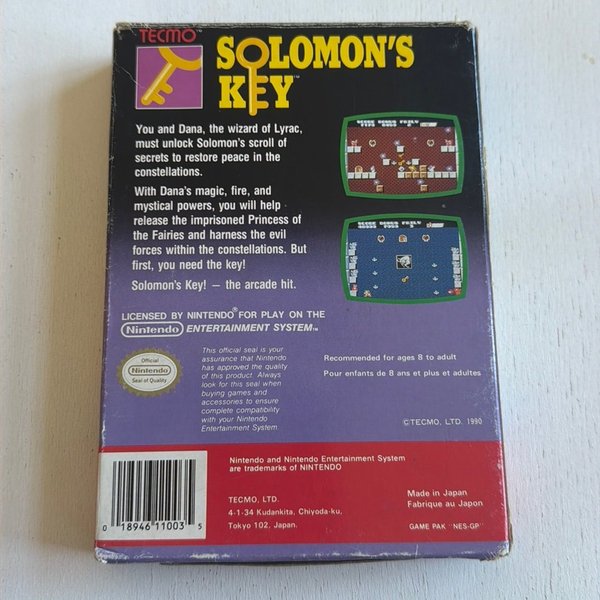 TECMO™
SOLOMON'S
KEY™
You and Dana, the wizard of Lyrac,
must unlock Solomon's scroll of
secrets to restore peace in the
constellations.
With Dana's magic, fire, and
mystical powers, you will help
release the imprisoned Princess of
the Fairies and harness the evil
forces within the constellations. But
first, you need the key!
Solomon's Key! — the arcade hit.
LICENSED BY NINTENDO® FOR PLAY ON THE
Nintendo ENTERTAINMENT SYSTEM™
Official
Nintendo
Seal of Quality
This official seal is your
assurance that Nintendo
has approved the quality
of this product. Always
look for this seal when
buying games and
accessories to ensure
complete compatibility
with your Nintendo
Entertainment System.
Recommended for ages 8 to adult
Pour enfants de 8 ans et plus et adultes
©TECMO, LTD. 1990
Nintendo and Nintendo Entertainment System
are trademarks of NINTENDO
TECMO, LTD.
4-1-34 Kudankita, Chiyoda-ku,
Tokyo 102, Japan.
Made in Japan
Fabrique au Japon
GAME PAK "NES-GP"
0 18946 11003 5